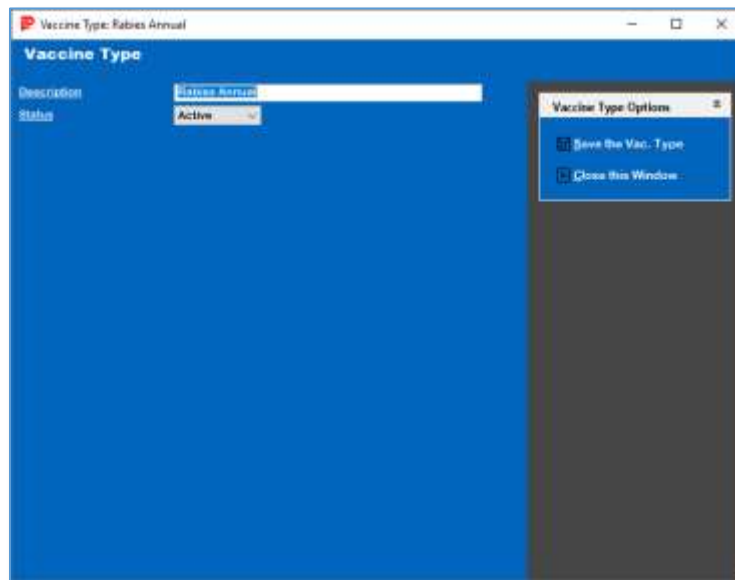 Vaccine Type: Rabies Annual
Vaccine Type
Description Rabies Annual
Status Active
Vaccine Type Options
Save the Vac. Type
Close this Window